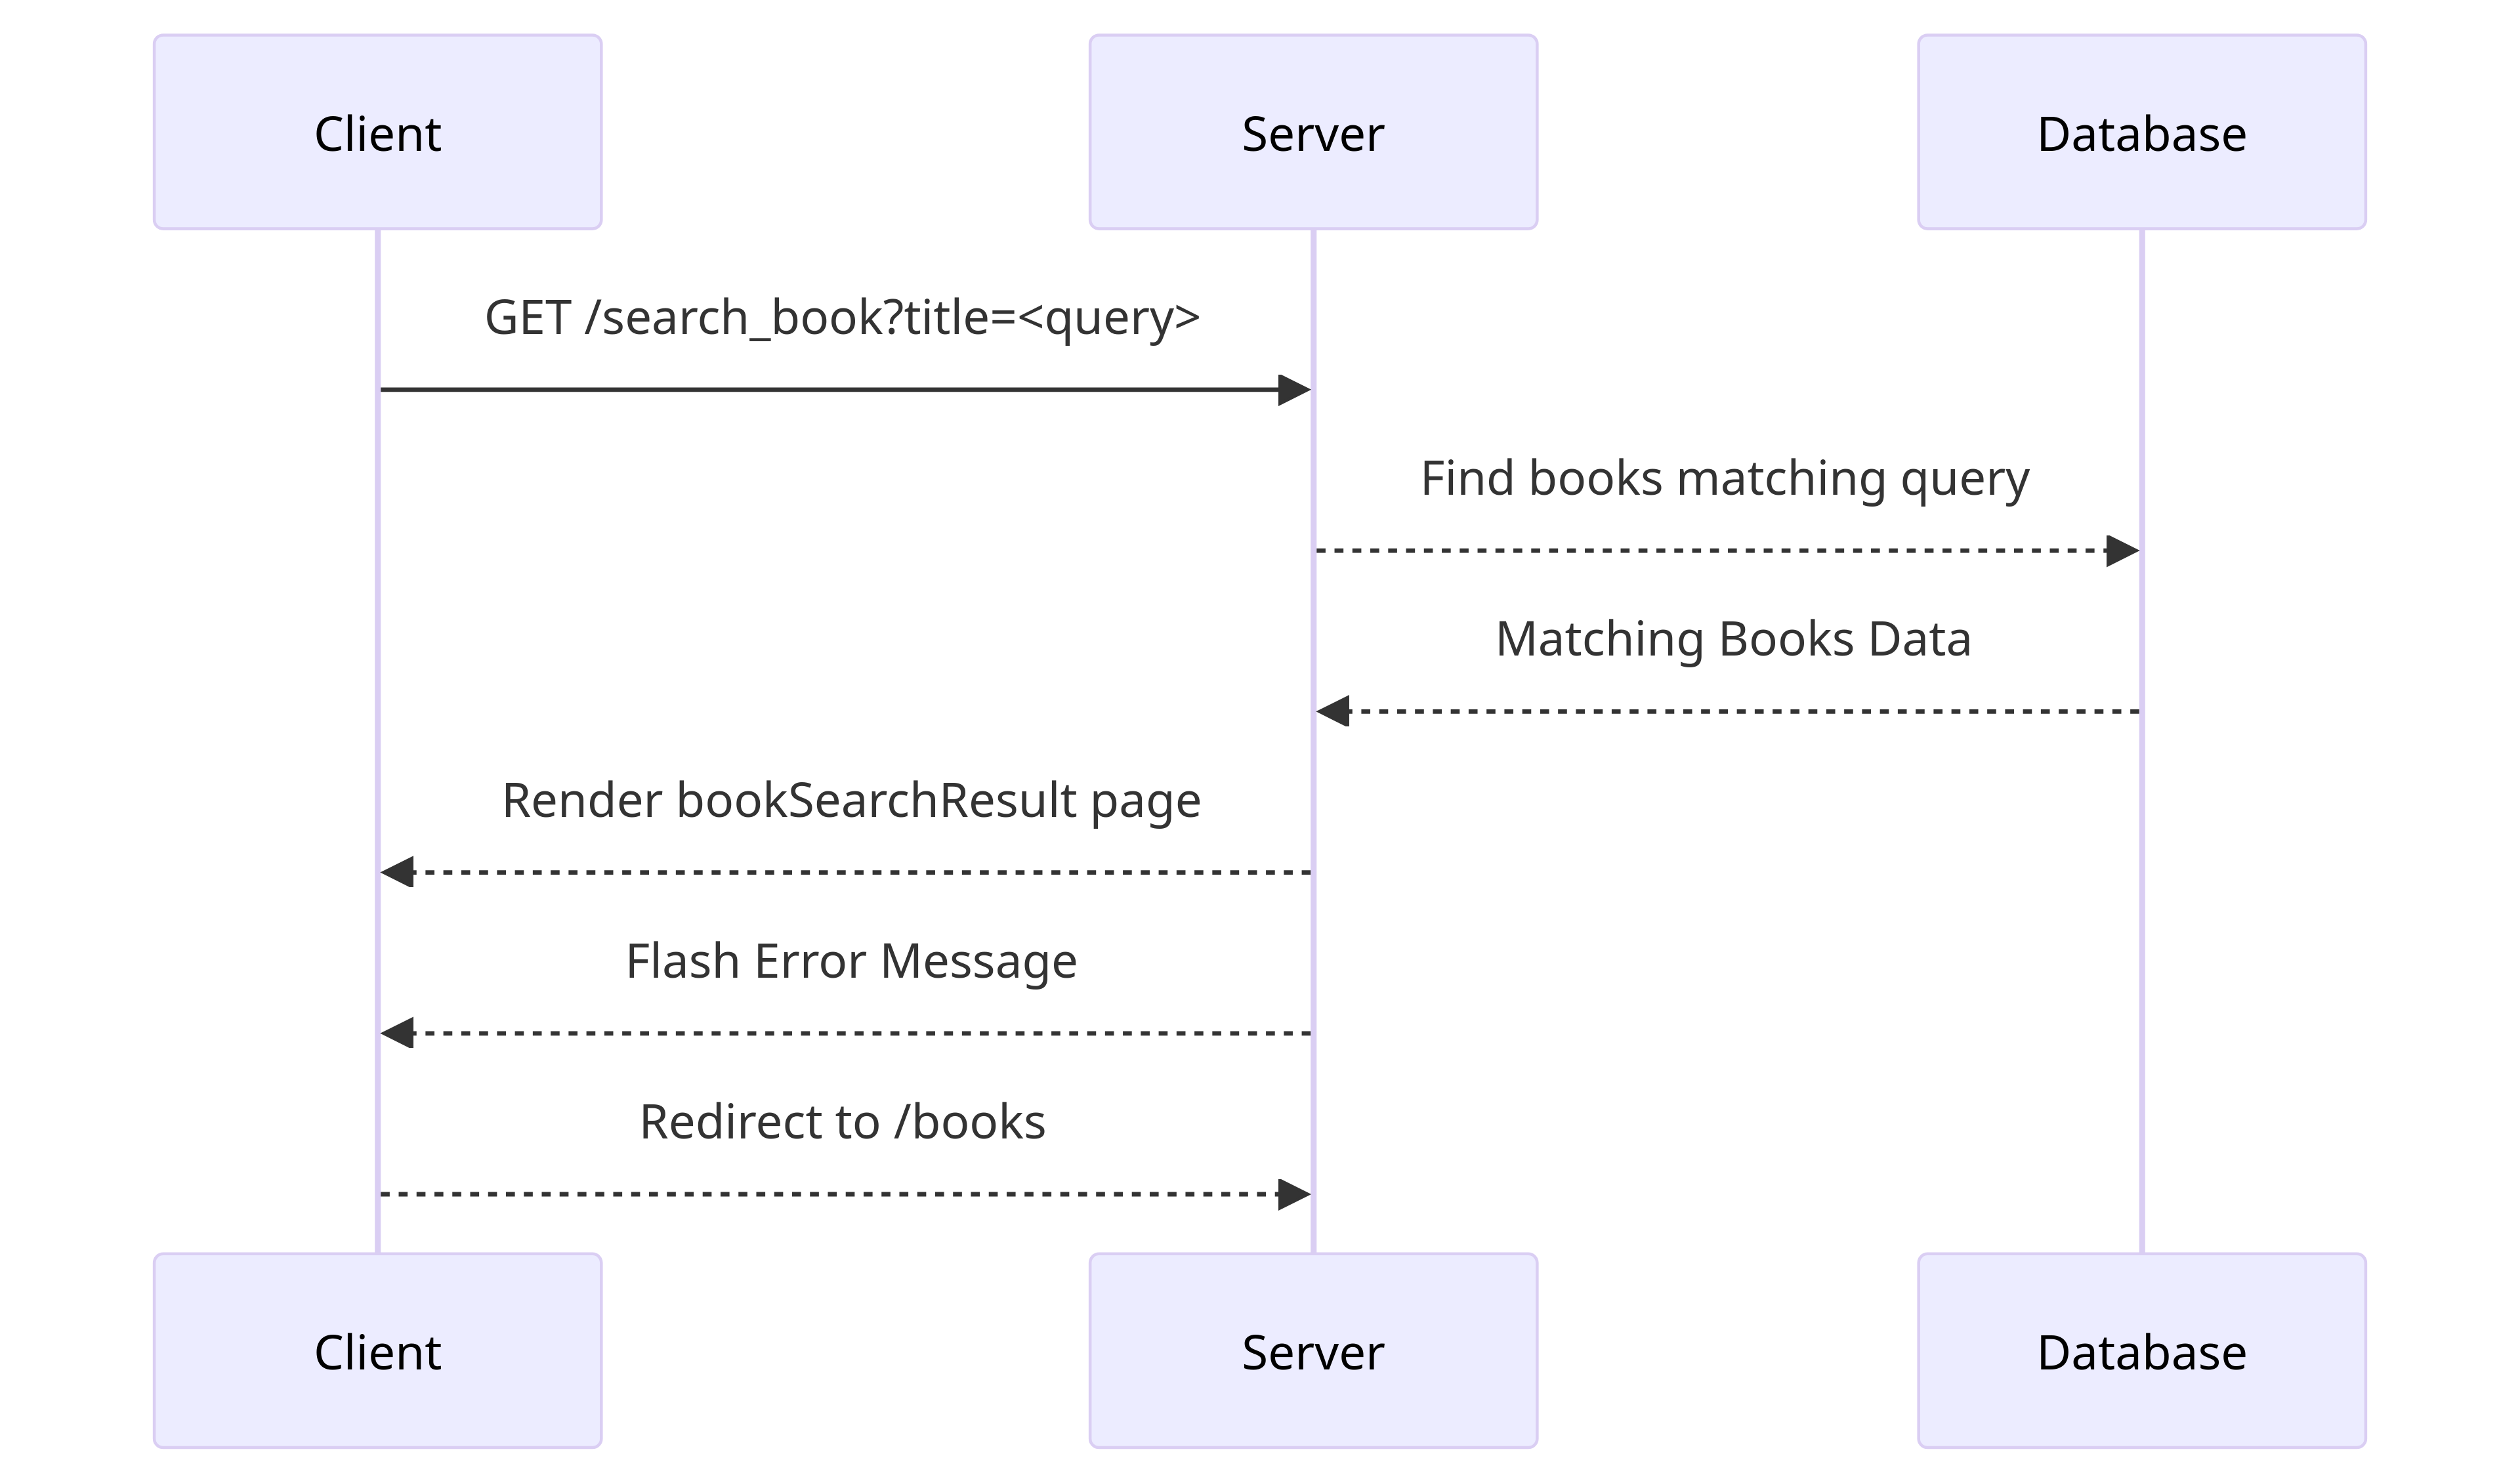 Client
Server
Database
GET /search_book?title=<query>
Find books matching query
Matching Books Data
Render bookSearchResult page
Flash Error Message
Redirect to /books
Client
Server
Database